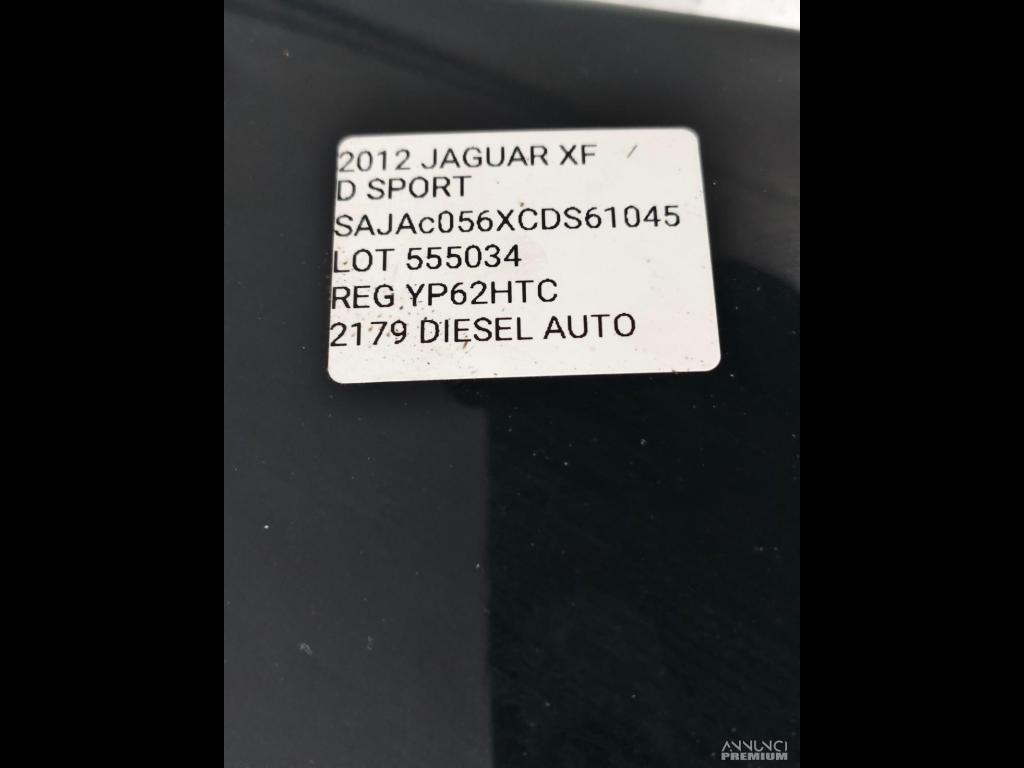 2012 JAGUAR XF
D SPORT
SAJAc056XCDS61045
LOT 555034
REG YP62HTC
2179 DIESEL AUTO
ANNUNCI
PREMIUM